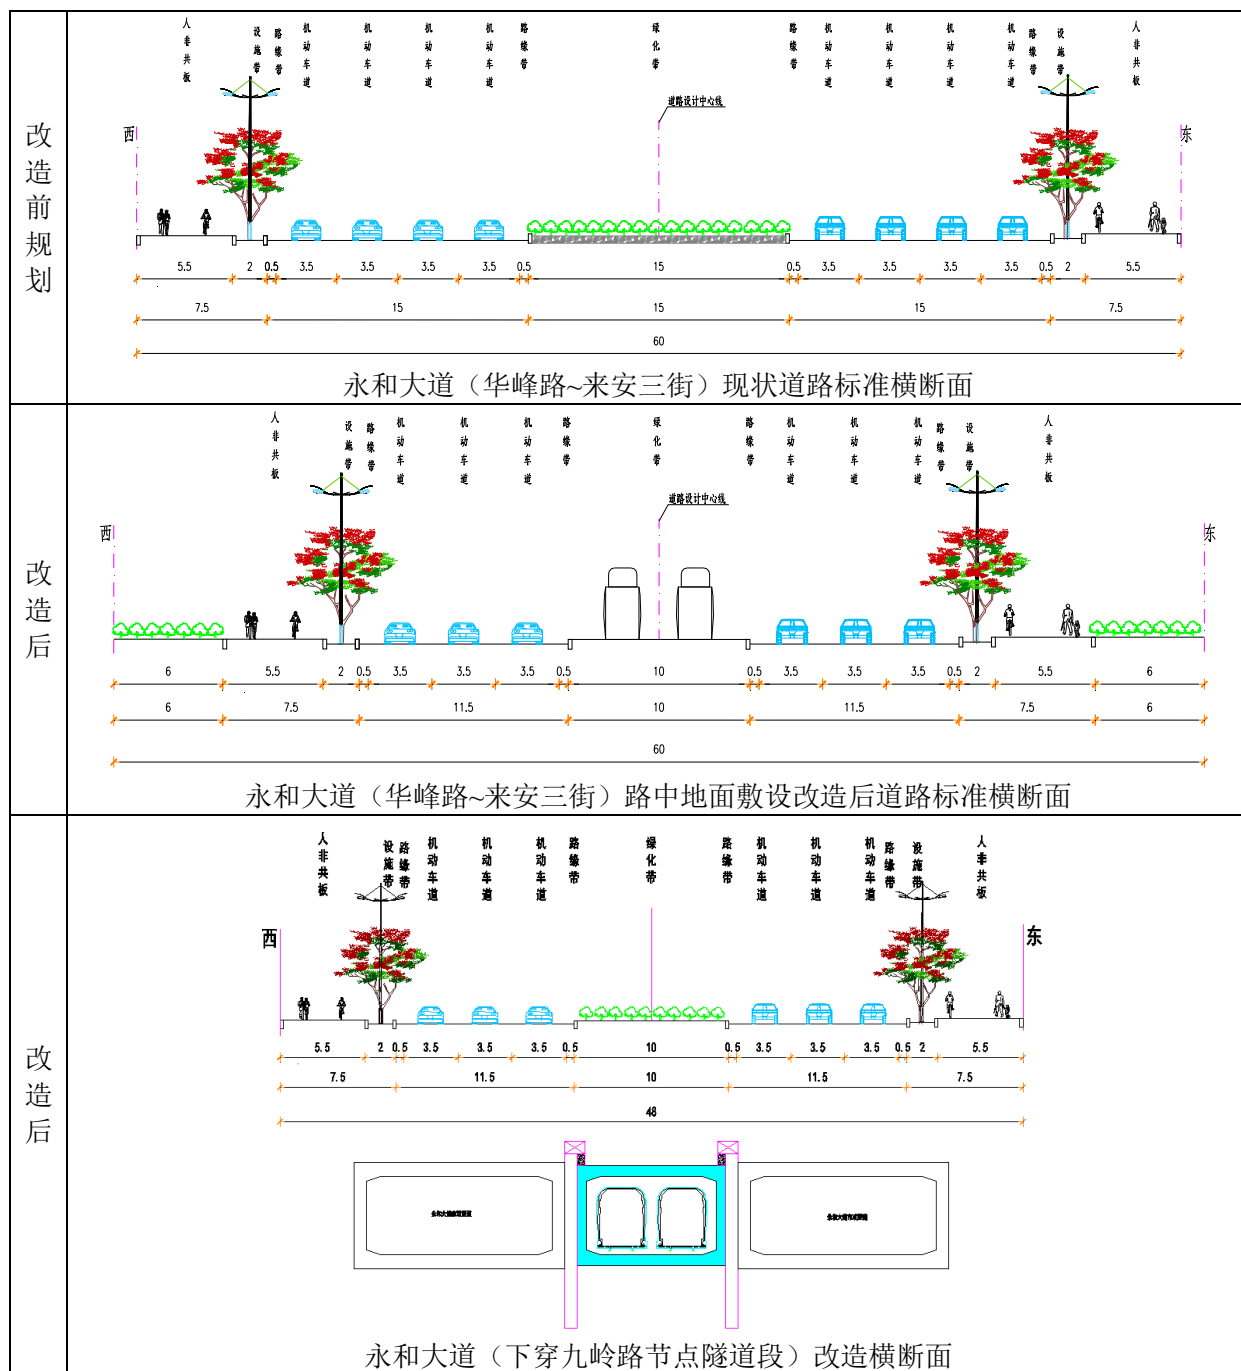 改造前规划
人非共板 设施带 路缘带 机动车道 机动车道 机动车道 机动车道 路缘带 绿化带 路缘带 机动车道 机动车道 机动车道 机动车道 路缘带 设施带 人非共板
道路设计中心线
西 东
5.5 2 0.5 3.5 3.5 3.5 3.5 0.5 15 0.5 3.5 3.5 3.5 3.5 0.5 2 5.5
7.5 15 15 15 7.5
60
永和大道（华峰路~来安三街）现状道路标准横断面
改造后
人非共板 设施带 路缘带 机动车道 机动车道 机动车道 路缘带 绿化带 路缘带 机动车道 机动车道 机动车道 路缘带 设施带 人非共板
道路设计中心线
西 东
6 5.5 2 0.5 3.5 3.5 3.5 0.5 10 0.5 3.5 3.5 3.5 0.5 2 5.5 6
6 7.5 11.5 10 11.5 7.5 6
60
永和大道（华峰路~来安三街）路中地面敷设改造后道路标准横断面
改造后
人非共板 设施带 路缘带 机动车道 机动车道 机动车道 路缘带 绿化带 路缘带 机动车道 机动车道 机动车道 路缘带 设施带 人非共板
西 东
5.5 2 0.5 3.5 3.5 3.5 0.5 10 0.5 3.5 3.5 3.5 0.5 2 5.5
7.5 11.5 10 11.5 7.5
48
永和大道（下穿九岭路节点隧道段）改造横断面